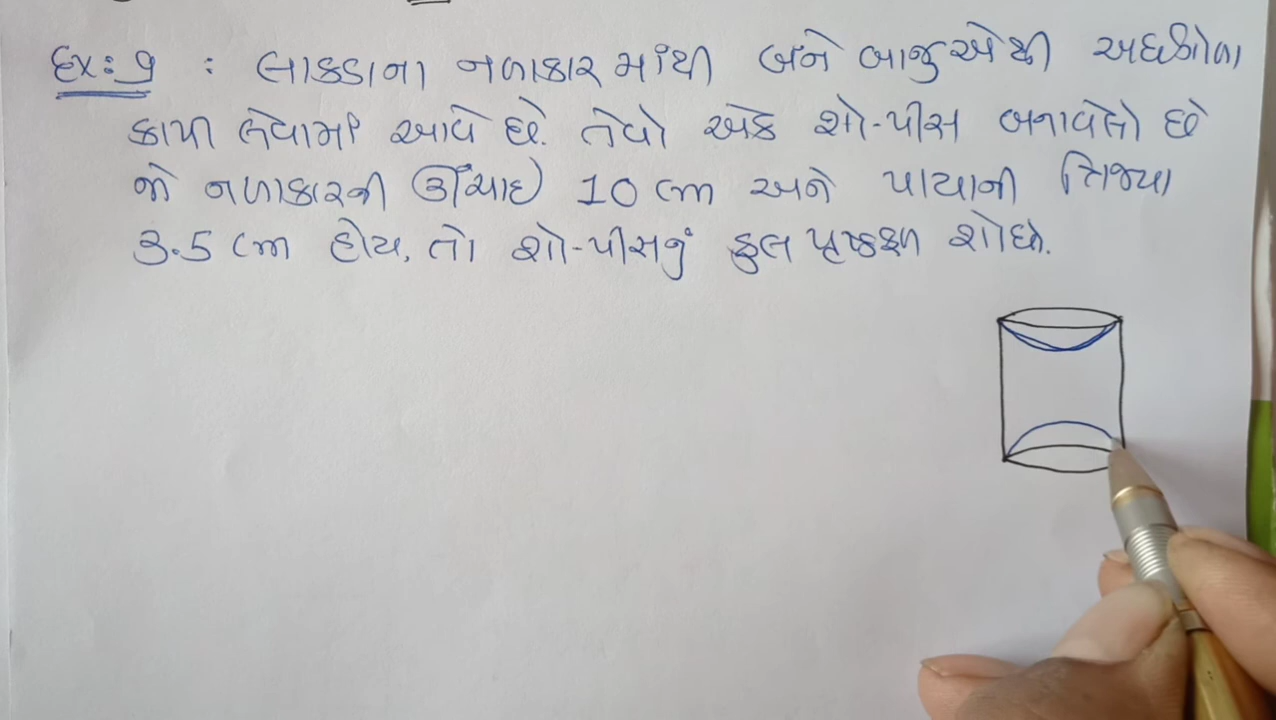 Ex: 9 : લાકડાના નળાકાર માંથી બંને બાજુએથી અર્ધગોળા
કાપી લેવામાં આવે છે. તેવો એક શો-પીસ બનાવેલો છે
જો નળાકારની ઊંચાઇ 10 cm અને પાયાની ત્રિજ્યા
3.5 cm હોય, તો શો-પીસનું કુલ પૃષ્ઠફળ શોધો.